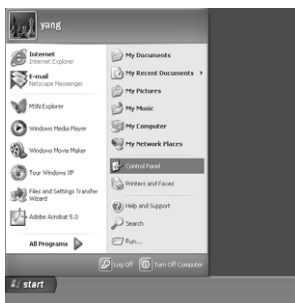 yang
Internet
Internet Explorer
E-mail
Netscape Messenger
MSN Explorer
Windows Media Player
Windows Movie Maker
Tour Windows XP
Files and Settings Transfer
Wizard
Adobe Acrobat 5.0
All Programs
My Documents
My Recent Documents
My Pictures
My Music
My Computer
My Network Places
Control Panel
Printers and Faxes
Help and Support
Search
Run...
Log Off
Turn Off Computer
start